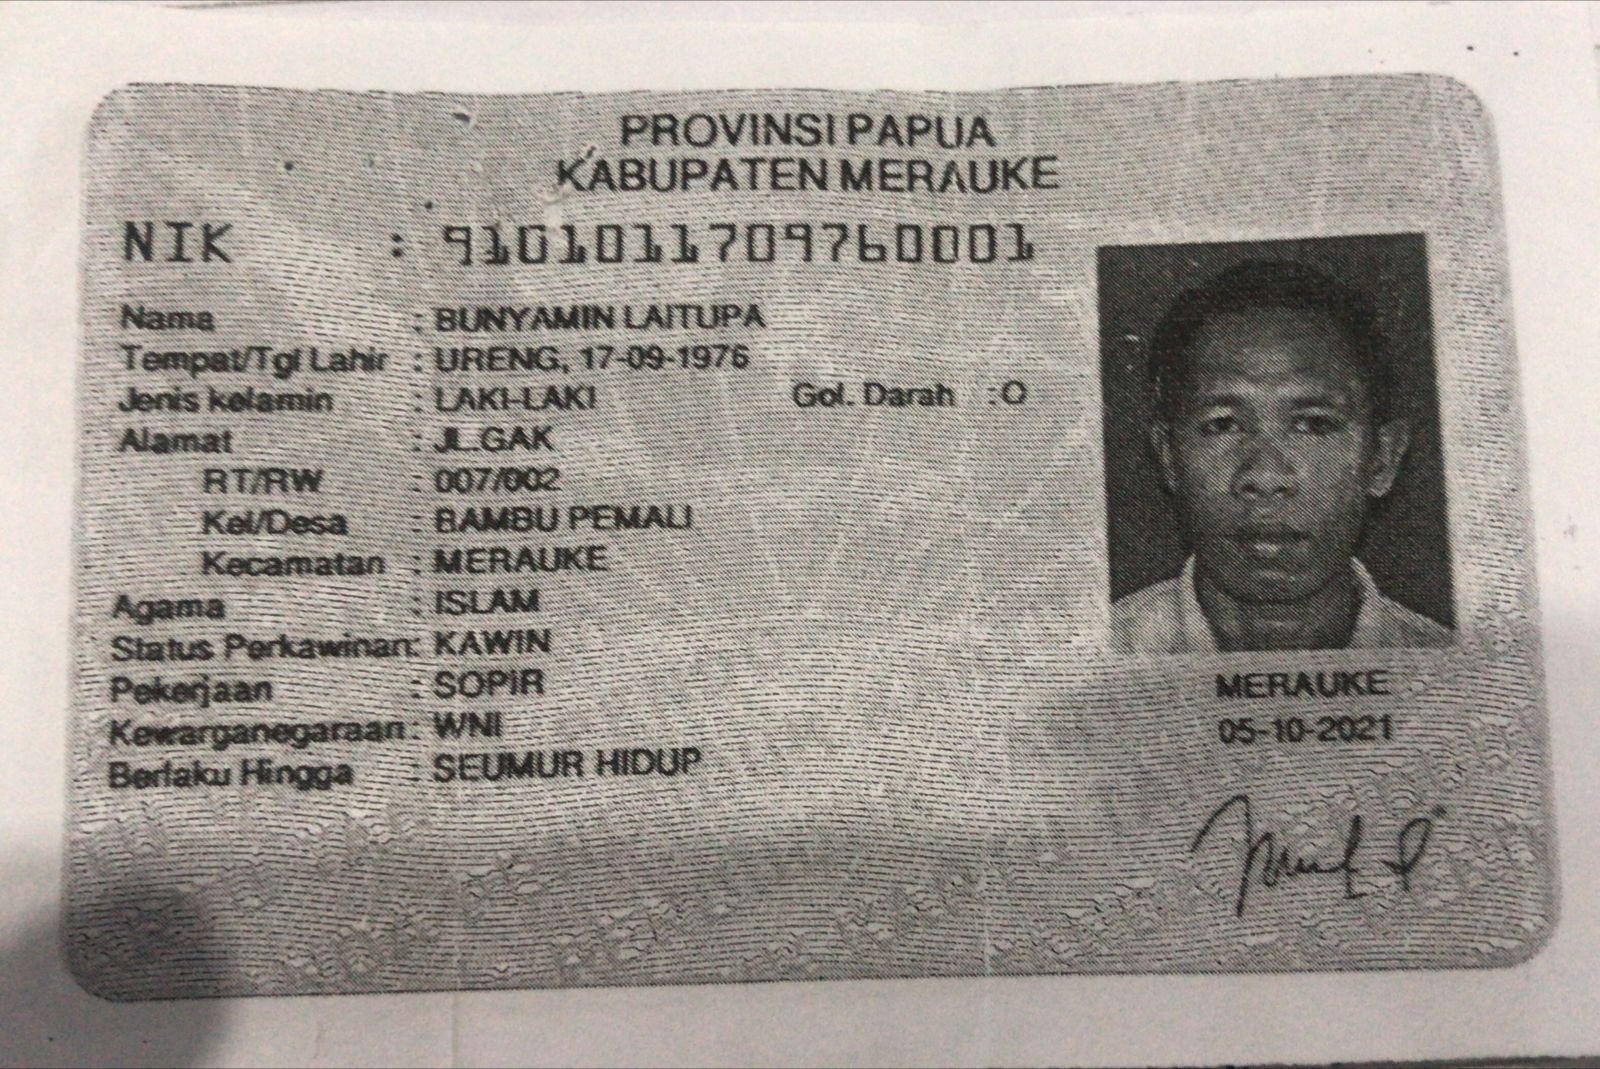 PROVINSI PAPUA
KABUPATEN MERAUKE
NIK : 9101011709760001
Nama : BUNYAMIN LAITUPA
Tempat/Tgl Lahir : URENG, 17-09-1976
Jenis kelamin : LAKI-LAKI Gol. Darah :O
Alamat : JL.GAK
RT/RW : 007/002
Kel/Desa : BAMBU PEMALI
Kecamatan : MERAUKE
Agama : ISLAM
Status Perkawinan: KAWIN
Pekerjaan : SOPIR
Kewarganegaraan: WNI
Berlaku Hingga : SEUMUR HIDUP
MERAUKE
05-10-2021